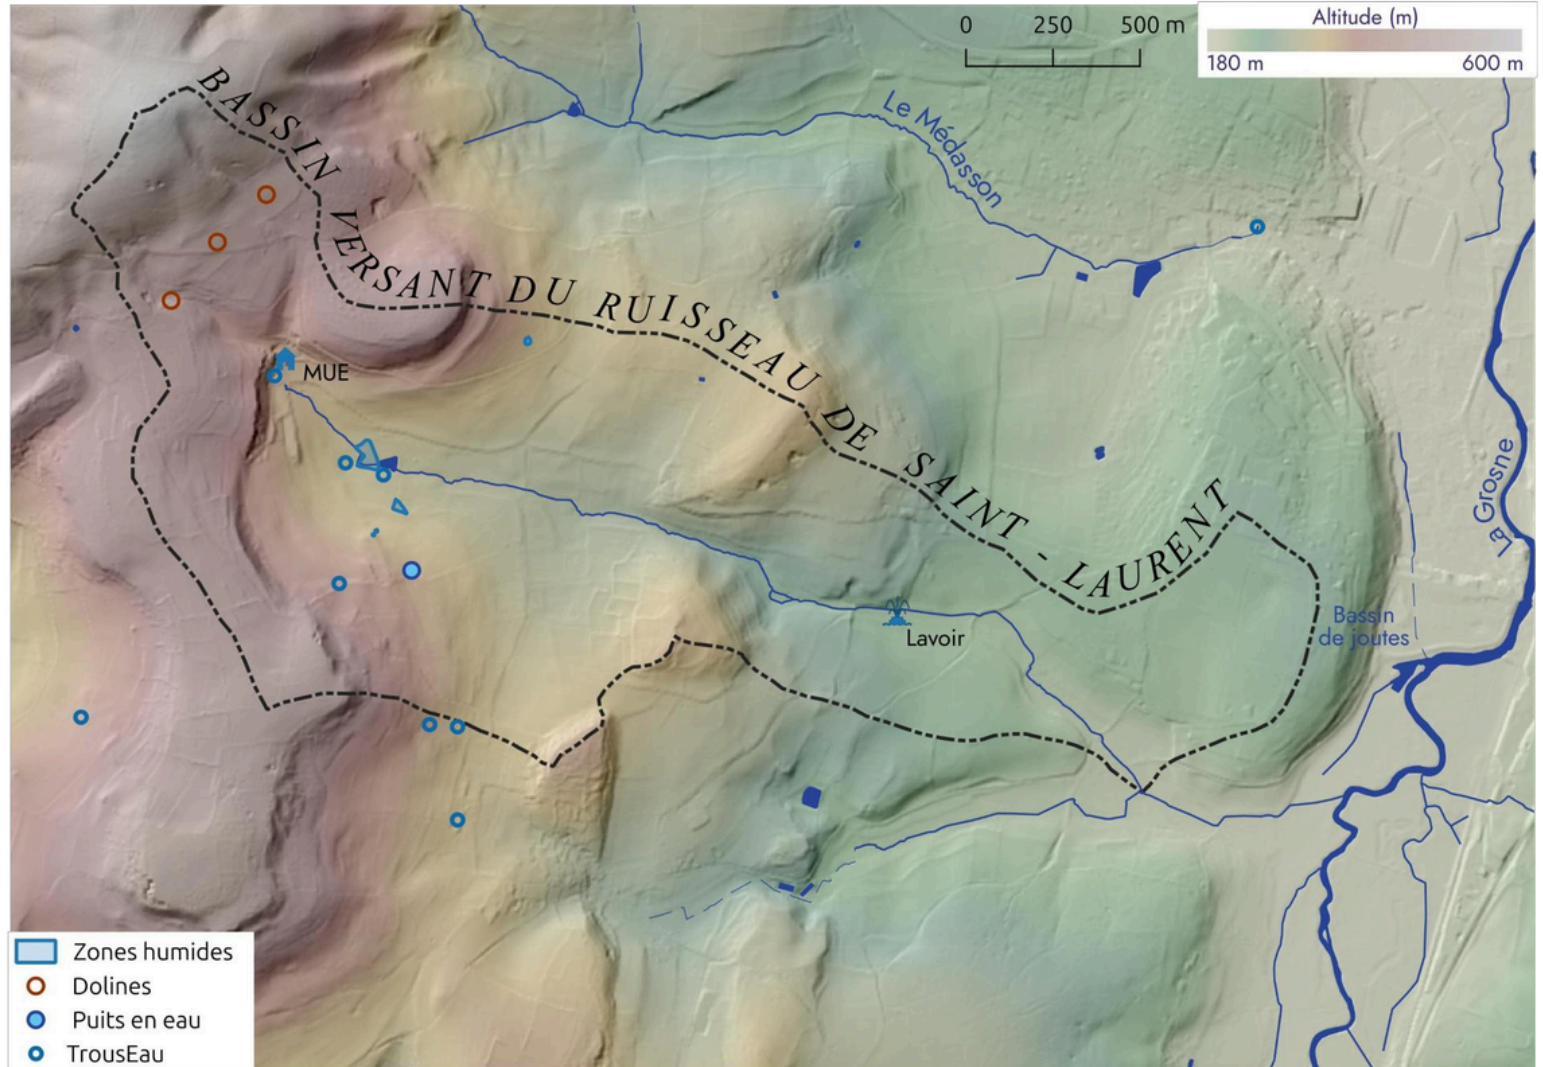 0 250 500 m
Altitude (m)
180 m 600 m
BASSIN VERSANT DU RUISSEAU DE SAINT - LAURENT
Le Médasson
MUE
La Grosne
Bassin
de joutes
Lavoir
Zones humides
Dolines
Puits en eau
TrousEau